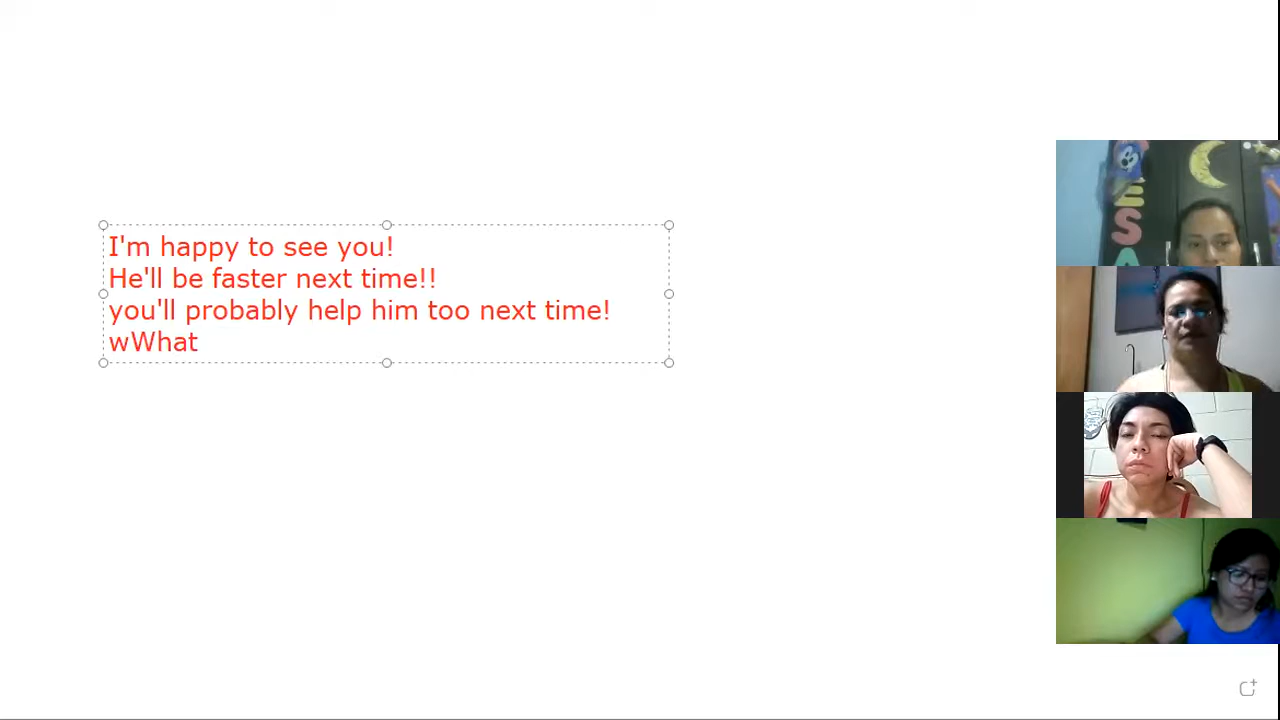 I'm happy to see you!
He'll be faster next time!!
you'll probably help him too next time!
wWhat
E
S
A